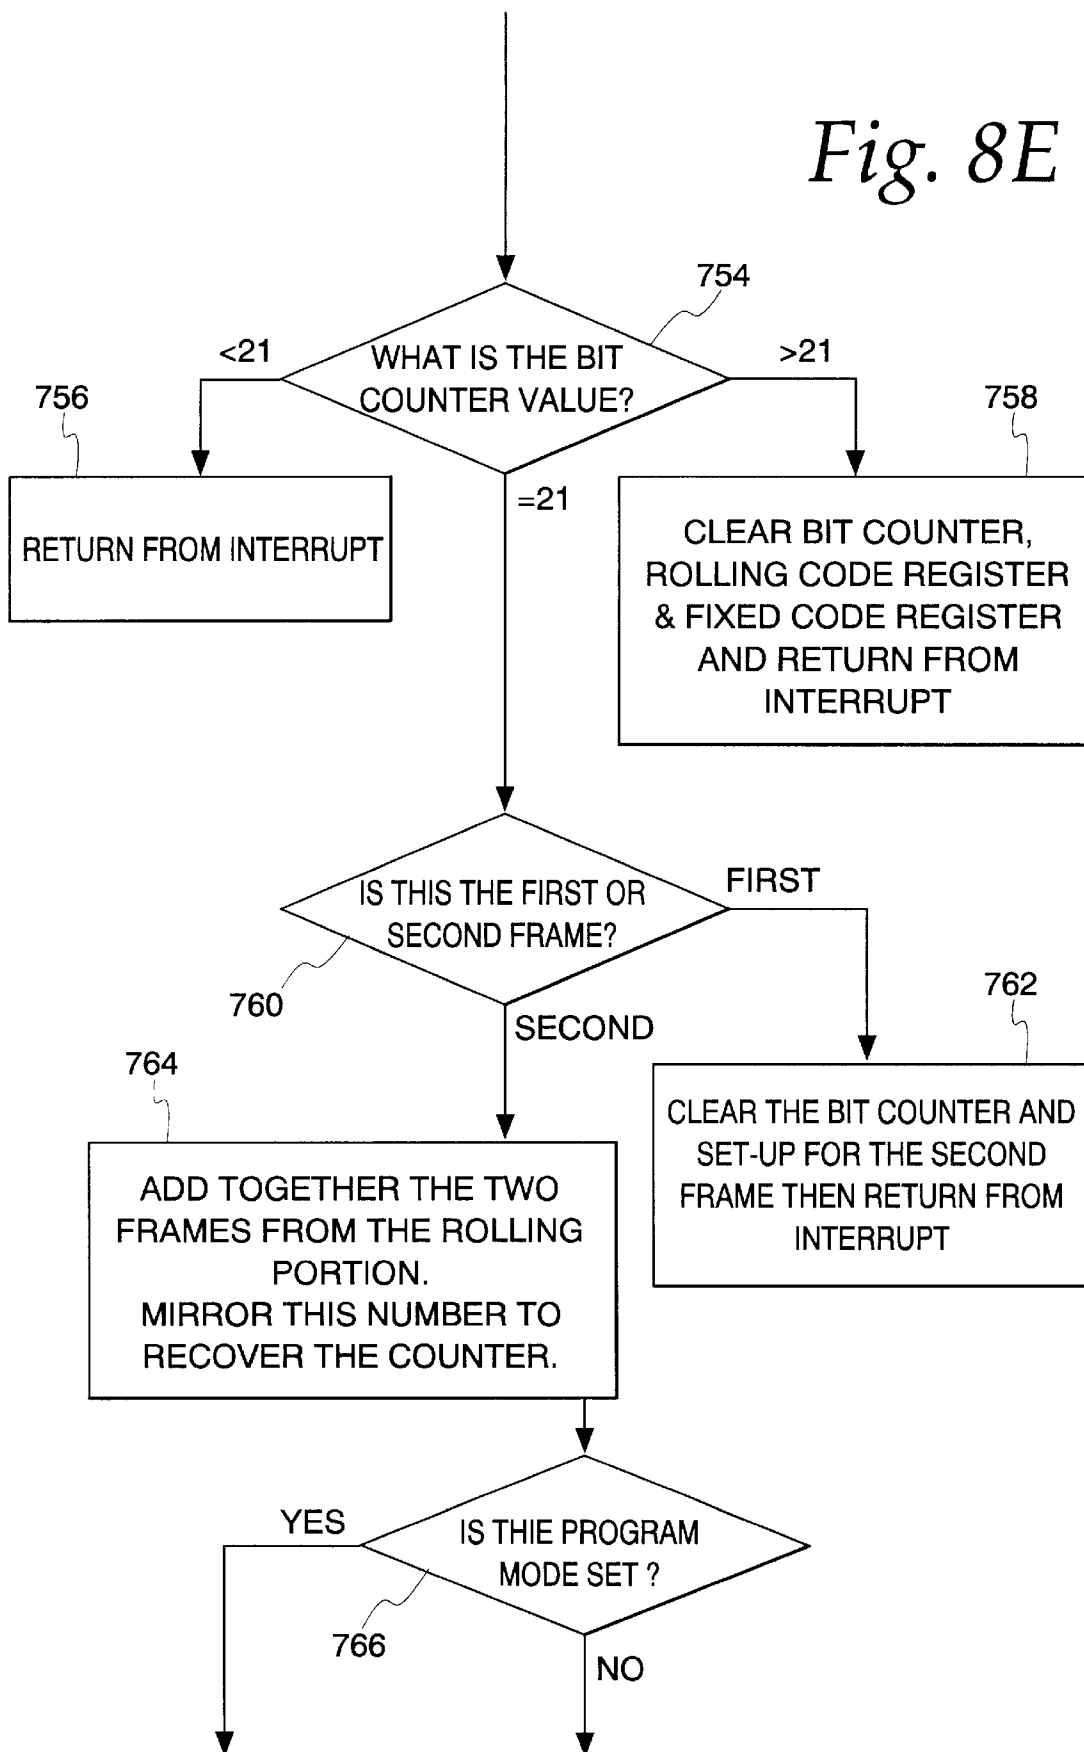 Fig. 8E
754
<21
WHAT IS THE BIT
COUNTER VALUE?
>21
756
758
=21
RETURN FROM INTERRUPT
CLEAR BIT COUNTER,
ROLLING CODE REGISTER
& FIXED CODE REGISTER
AND RETURN FROM
INTERRUPT
IS THIS THE FIRST OR
SECOND FRAME?
FIRST
760
SECOND
762
764
CLEAR THE BIT COUNTER AND
SET-UP FOR THE SECOND
FRAME THEN RETURN FROM
INTERRUPT
ADD TOGETHER THE TWO
FRAMES FROM THE ROLLING
PORTION.
MIRROR THIS NUMBER TO
RECOVER THE COUNTER.
YES
IS THIE PROGRAM
MODE SET ?
766
NO